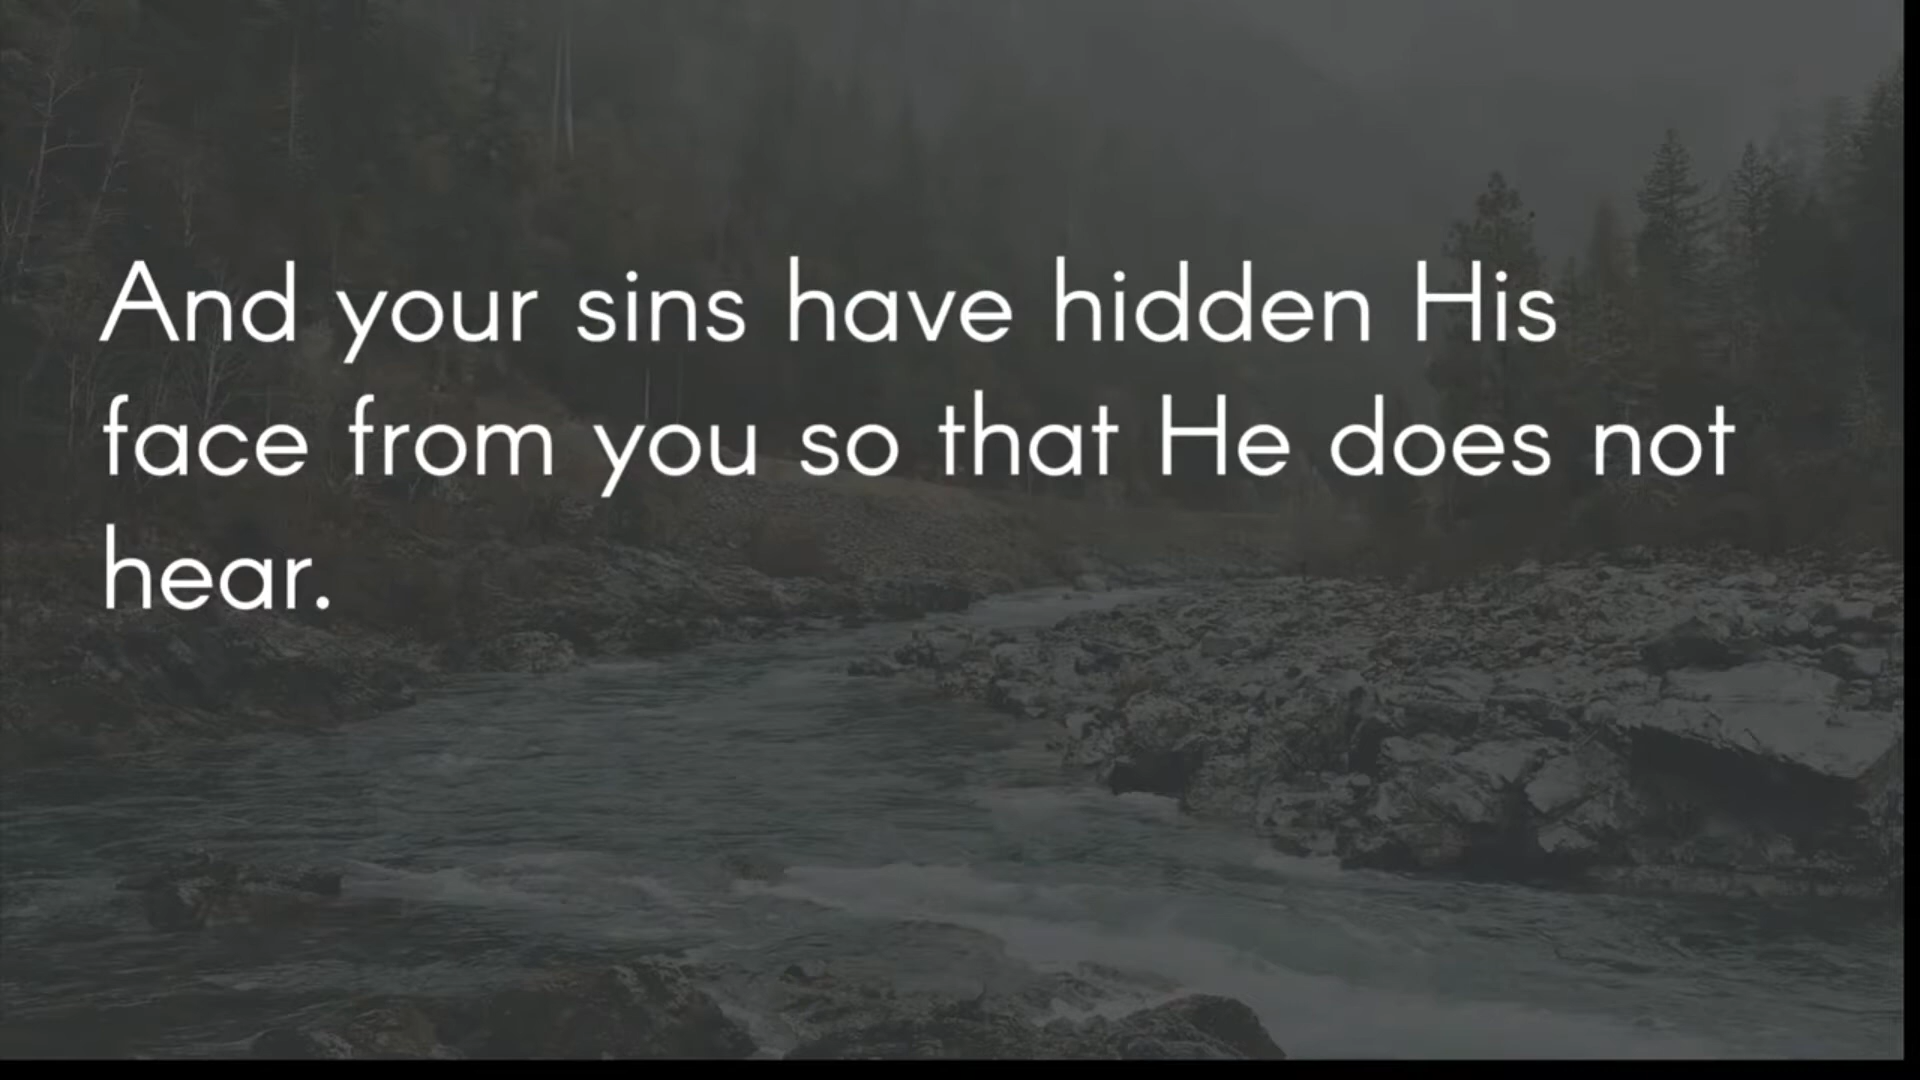 And your sins have hidden His
face from you so that He does not
hear.